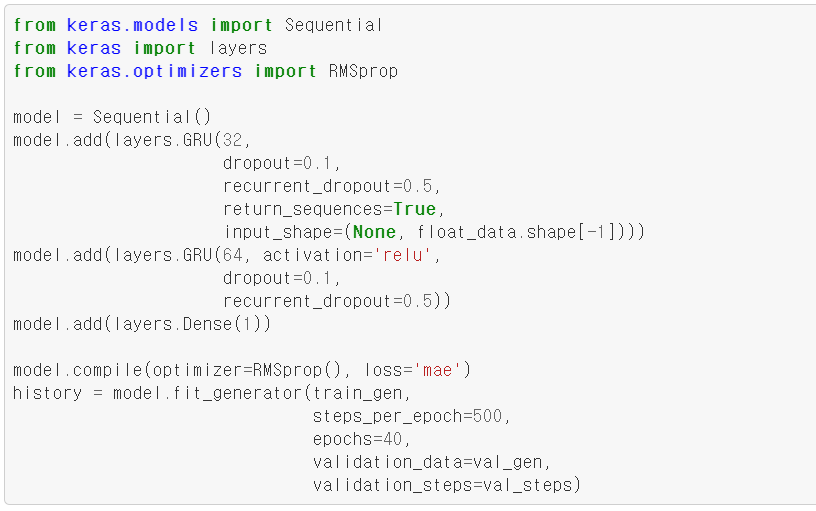 from keras.models import Sequential
from keras import layers
from keras.optimizers import RMSprop

model = Sequential()
model.add(layers.GRU(32,
                     dropout=0.1,
                     recurrent_dropout=0.5,
                     return_sequences=True,
                     input_shape=(None, float_data.shape[-1])))
model.add(layers.GRU(64, activation='relu',
                     dropout=0.1,
                     recurrent_dropout=0.5))
model.add(layers.Dense(1))

model.compile(optimizer=RMSprop(), loss='mae')
history = model.fit_generator(train_gen,
                              steps_per_epoch=500,
                              epochs=40,
                              validation_data=val_gen,
                              validation_steps=val_steps)